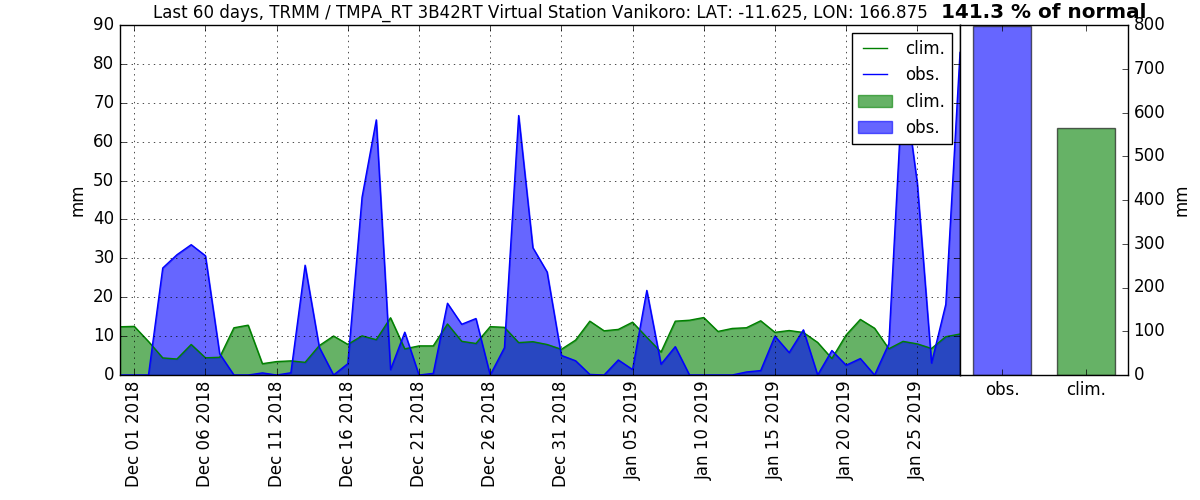 Last 60 days, TRMM / TMPA_RT 3B42RT Virtual Station Vanikoro: LAT: -11.625, LON: 166.875 141.3 % of normal
90
80
70
60
50
40
30
20
10
0
mm
clim.
obs.
clim.
obs.
Dec 01 2018
Dec 06 2018
Dec 11 2018
Dec 16 2018
Dec 21 2018
Dec 26 2018
Dec 31 2018
Jan 05 2019
Jan 10 2019
Jan 15 2019
Jan 20 2019
Jan 25 2019
800
700
600
500
400
300
200
100
0
mm
obs. clim.